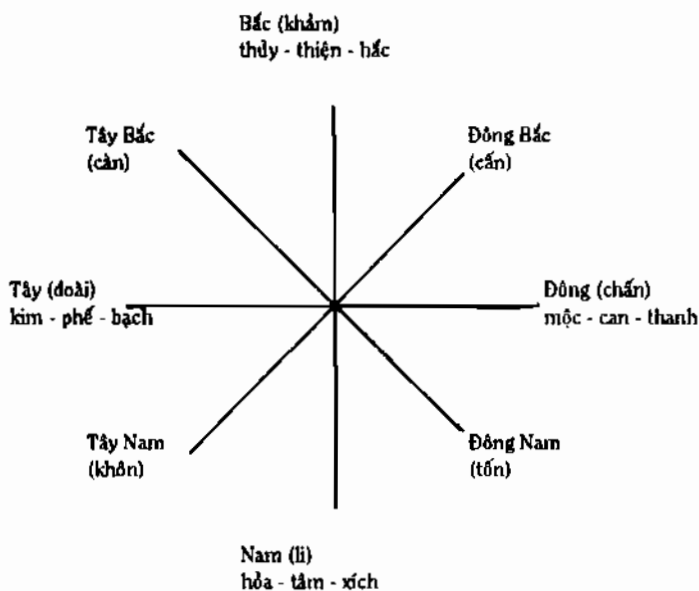 Bắc (khảm)
thủy - thiện - hắc
Tây Bắc
(càn)
Đông Bắc
(cấn)
Tây (đoài)
kim - phế - bạch
Đông (chấn)
mộc - can - thanh
Tây Nam
(khôn)
Đông Nam
(tốn)
Nam (li)
hỏa - tâm - xích